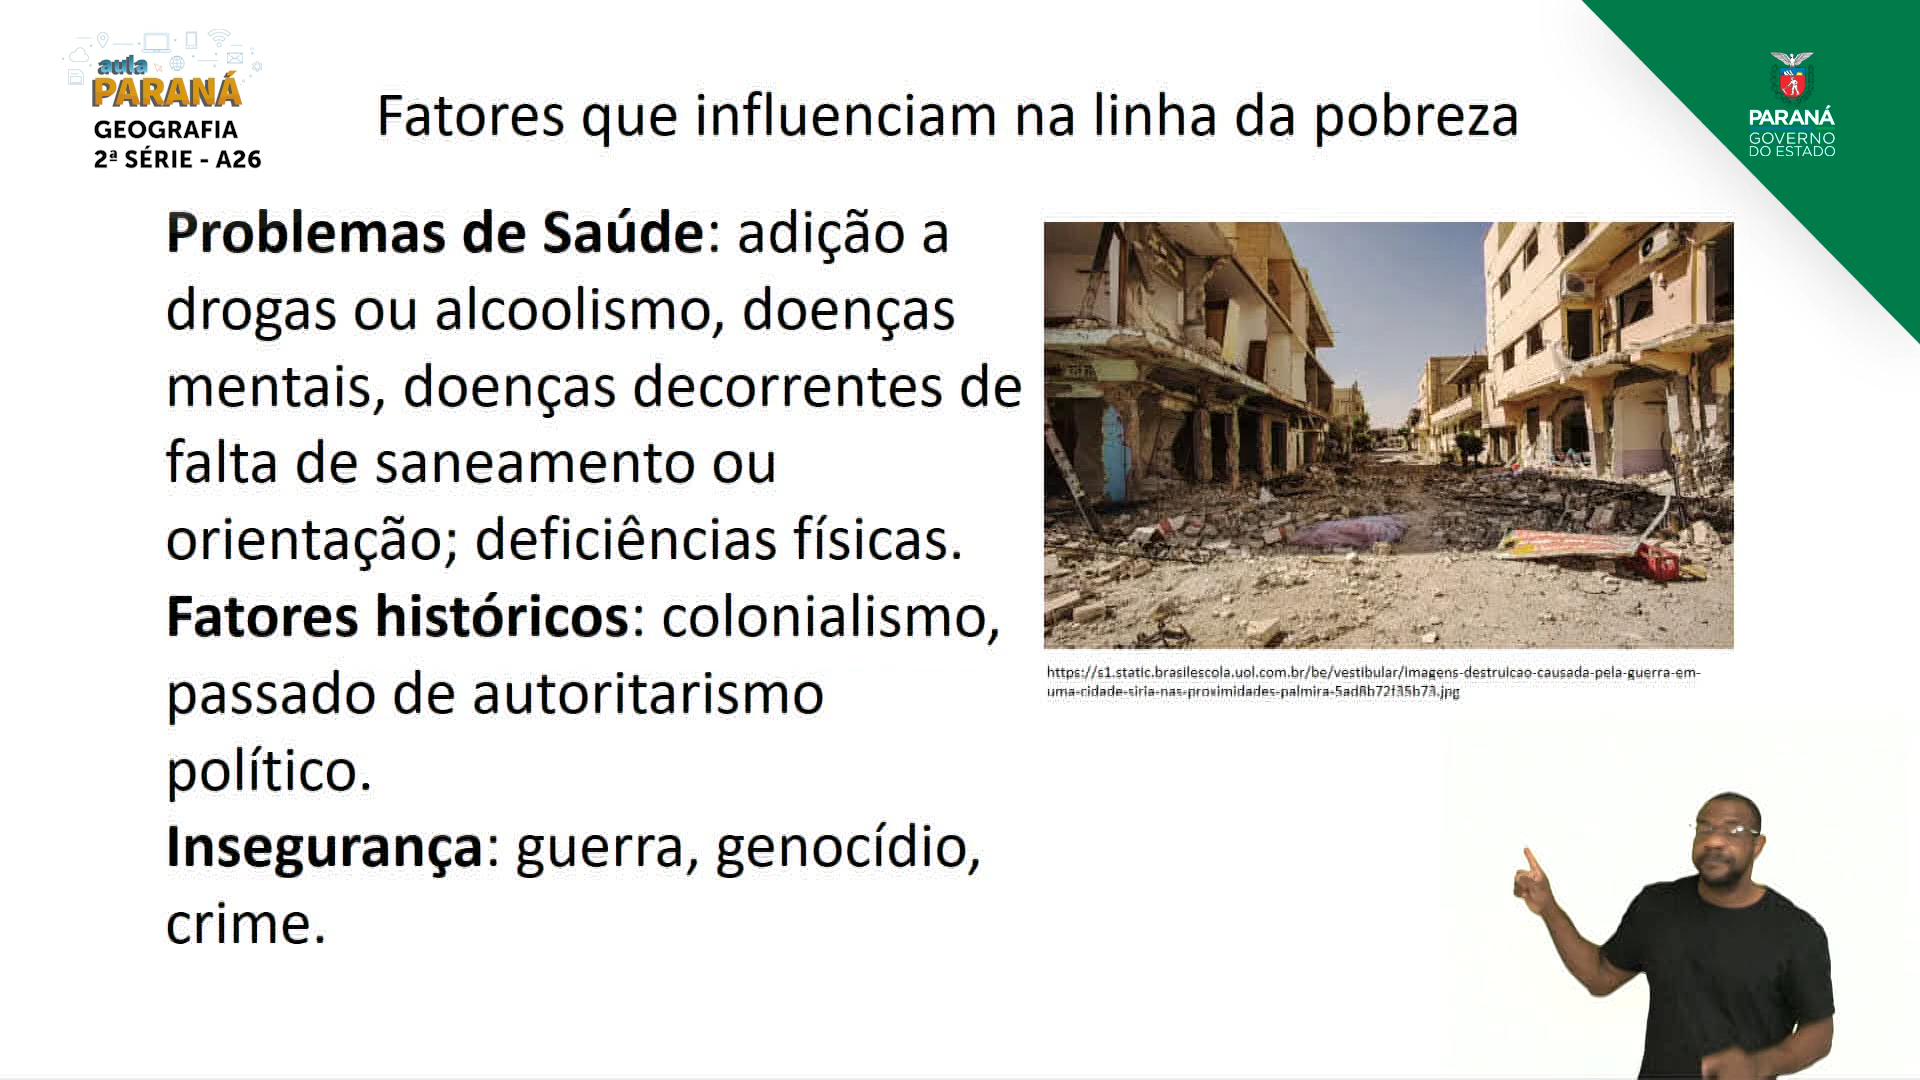 aula
PARANÁ
GEOGRAFIA
2ª SÉRIE - A26
Fatores que influenciam na linha da pobreza
PARANÁ
GOVERNO
DO ESTADO
Problemas de Saúde: adição a
drogas ou alcoolismo, doenças
mentais, doenças decorrentes de
falta de saneamento ou
orientação; deficiências físicas.
Fatores históricos: colonialismo,
passado de autoritarismo
político.
Insegurança: guerra, genocídio,
crime.
https://s1.static.brasilescola.uol.com.br/be/vestibular/imagens-destruicao-causada-pela-guerra-em-
uma-cidade-siria-nas-proximidades-palmira-5ad8b72f35b73.jpg